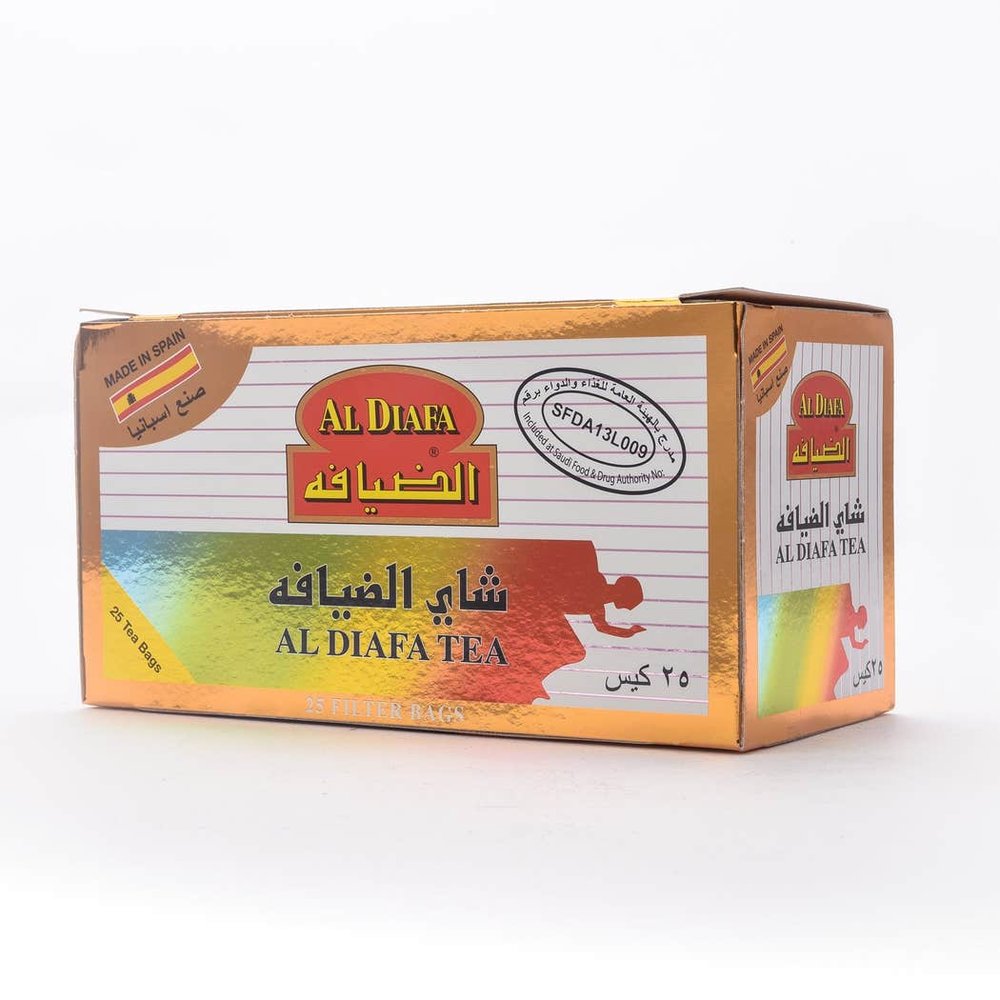 MADE IN SPAIN
صنع اسبانيا
AL DIAFA
®
الضيافه
مدرج بالهيئة العامة للغذاء والدواء برقم
SFDA13L009
Included at Saudi Food & Drug Authority No:
شاي الضيافه
AL DIAFA TEA
25 Tea Bags
٢٥ كيس
25 FILTER BAGS
MADE IN SPAIN
صنع اسبانيا
AL DIAFA
الضيافه
شاي الضيافه
AL DIAFA TEA
٢٥ كيس